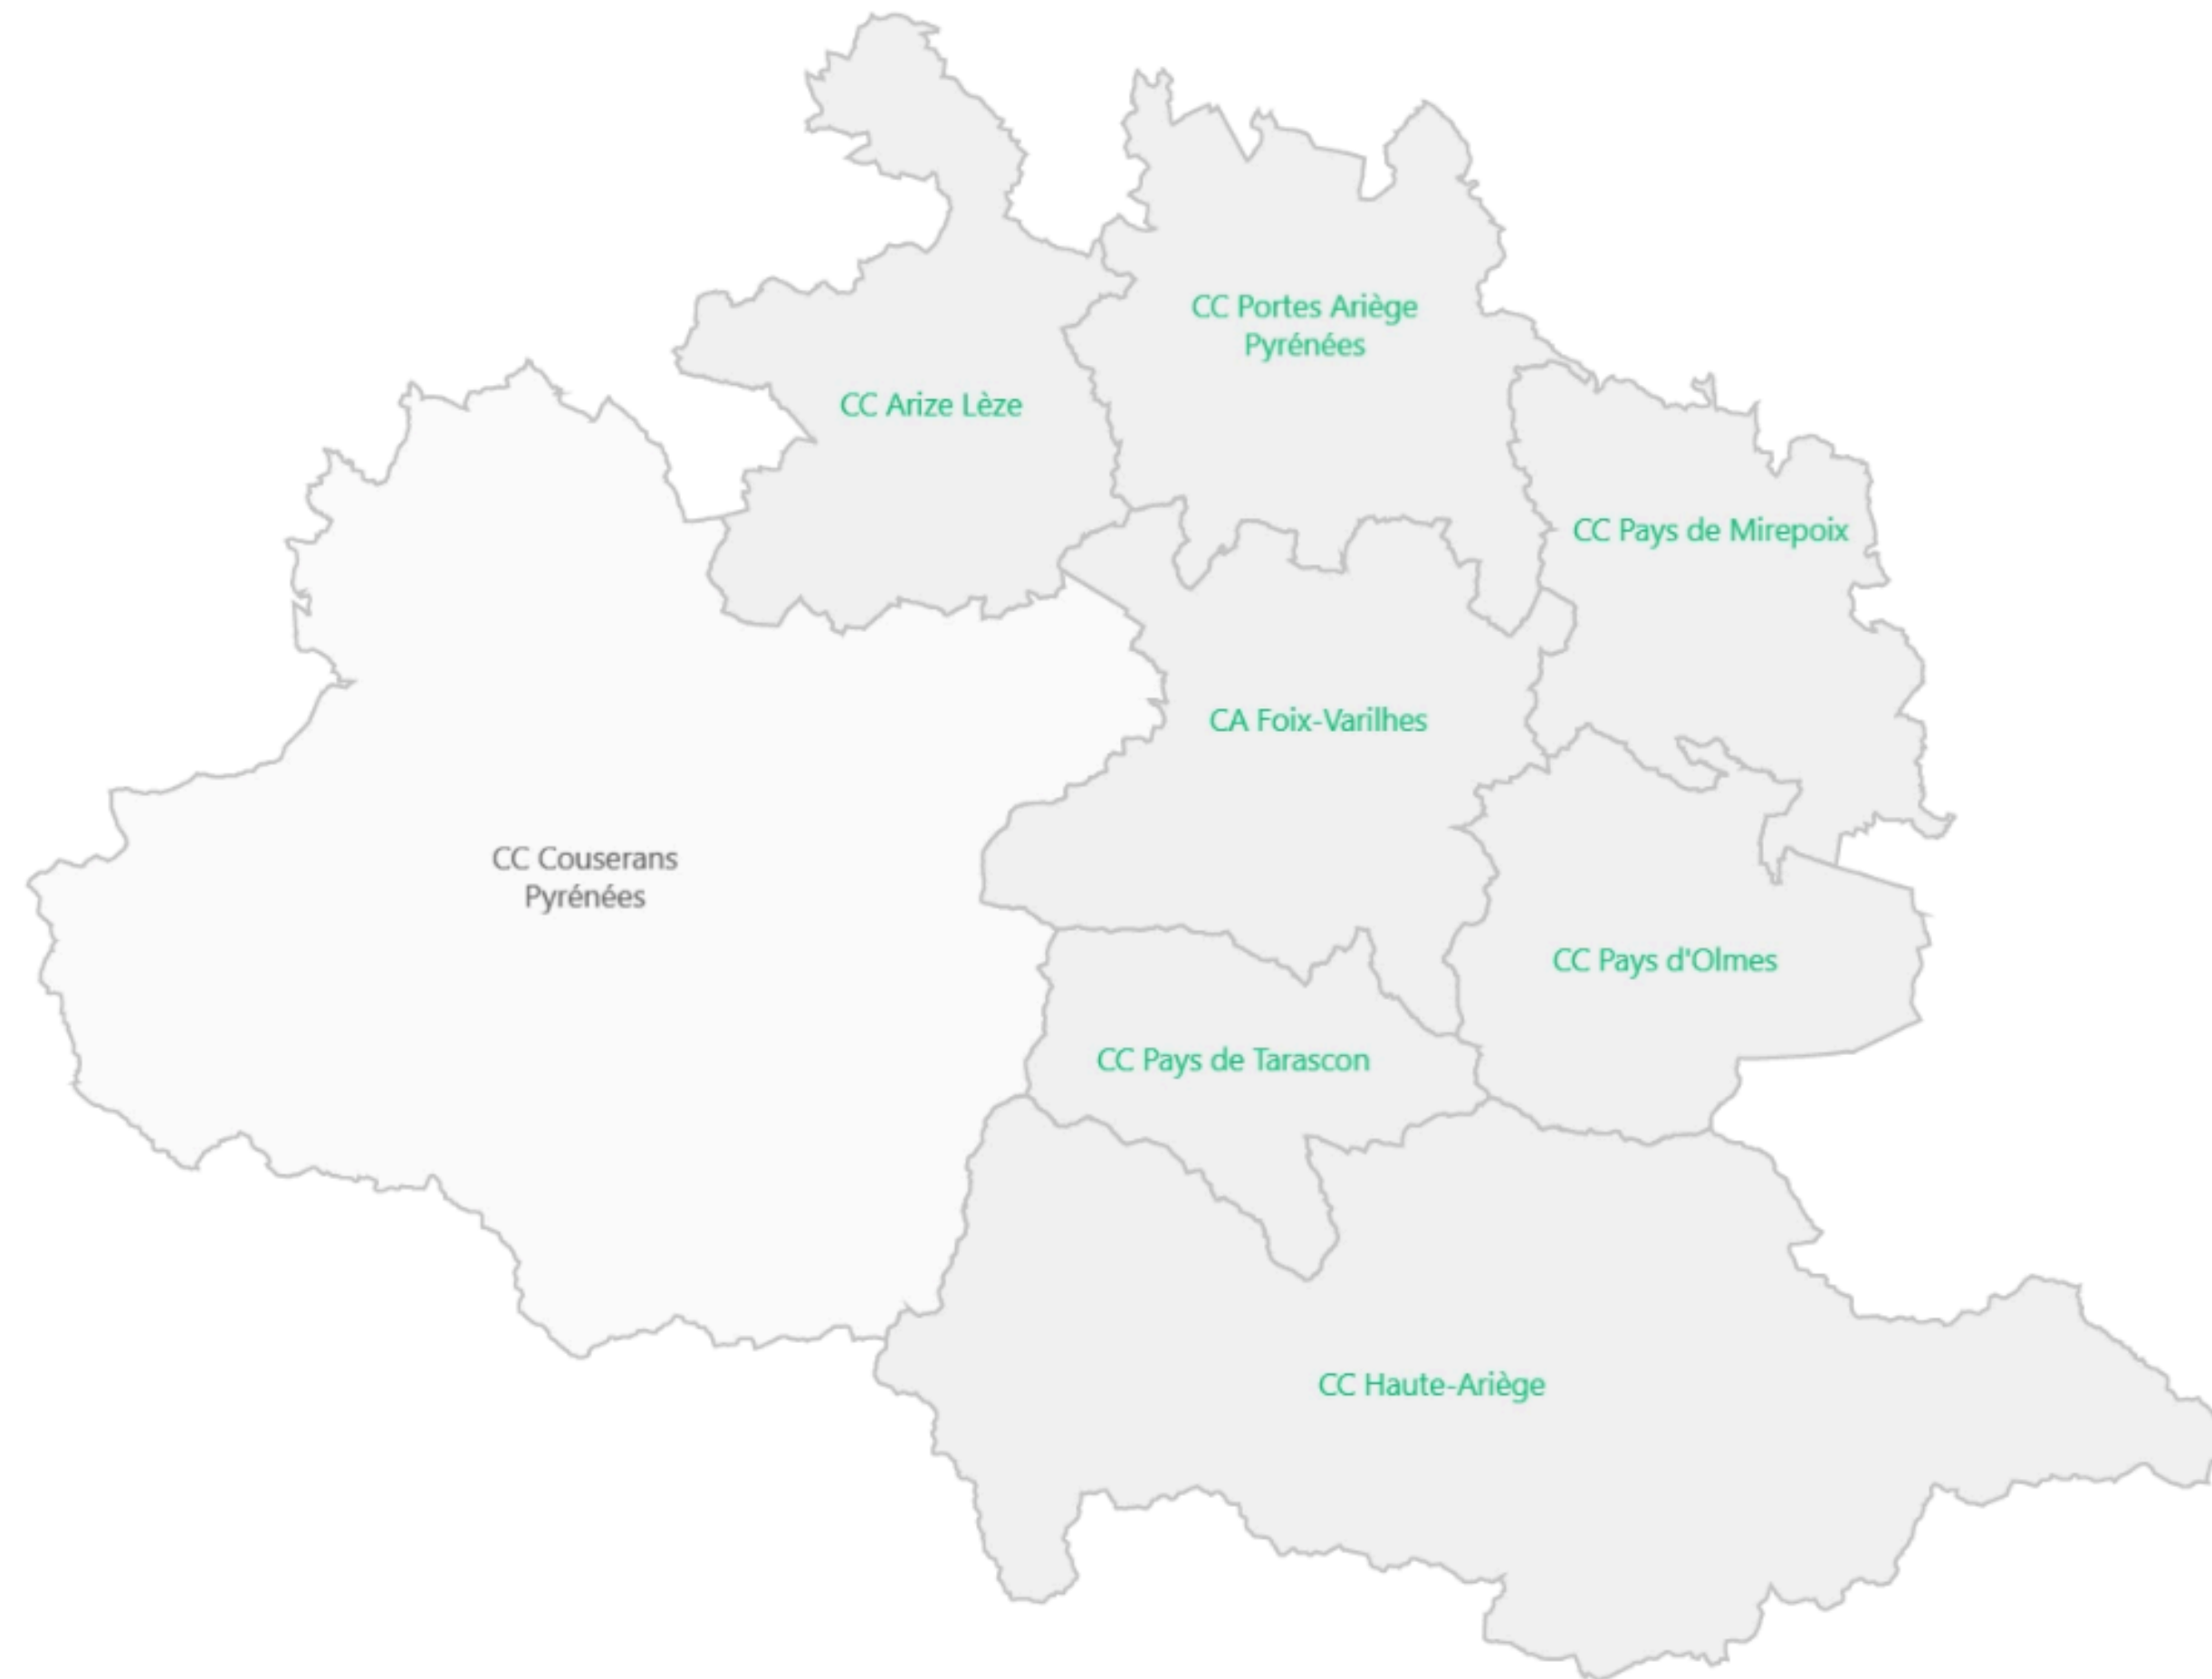 CC Portes Ariège
Pyrénées
CC Arize Lèze
CC Pays de Mirepoix
CA Foix-Varilhes
CC Couserans
Pyrénées
CC Pays d'Olmes
CC Pays de Tarascon
CC Haute-Ariège